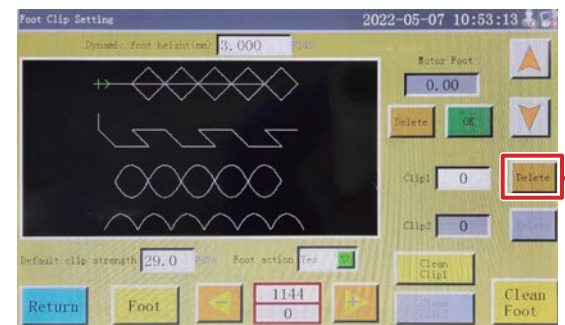 Foot Clip Setting
2022-05-07 10:53:13
Dynamic foot height(mm) 3.000
Motor Foot
0.00
Delete OK
Clip1 0 Delete
Clip2 0
Default clip strength 29.0 Foot action Yes
Clean
Clip1
Return Foot 1144
0
Clean
Foot